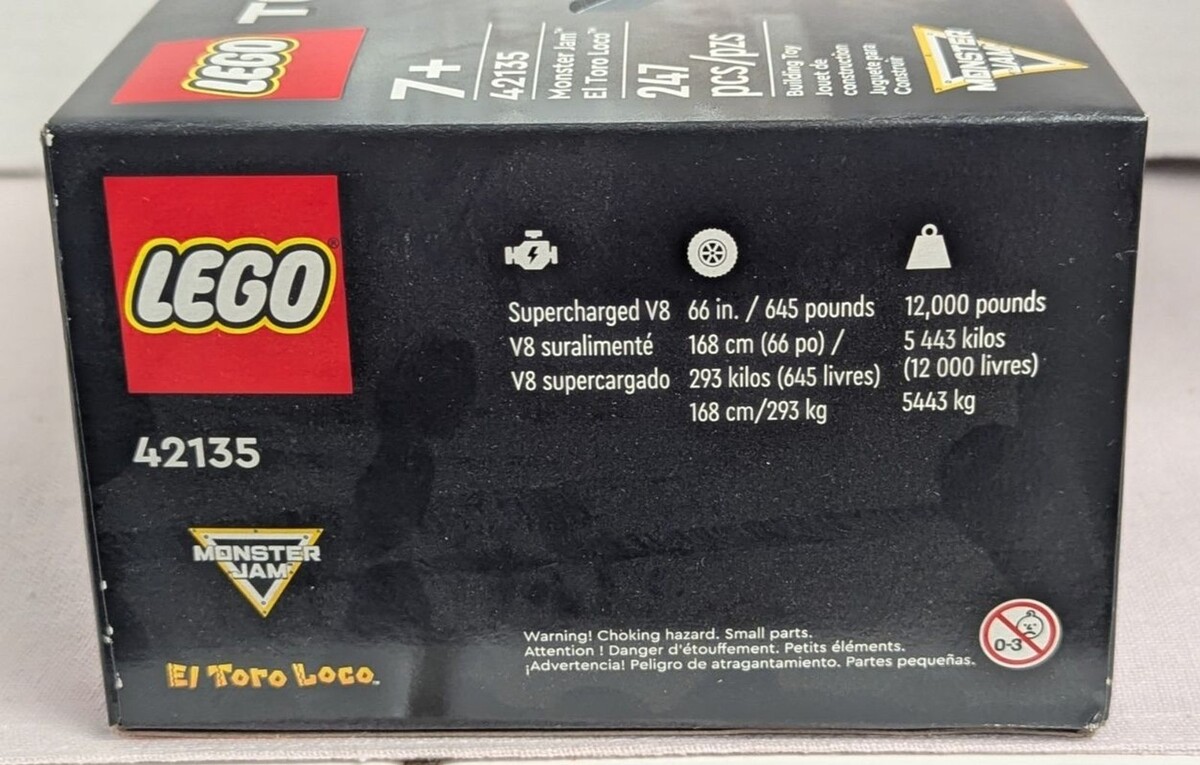 LEGO
7+
42135
Monster Jam™
El Toro Loco™
247
pcs/pzs
Building Toy
Jouet de
construction
Juguete para
Construir
MONSTER
JAM
LEGO®
42135
MONSTER
JAM
El Toro Loco™
Supercharged V8
V8 suralimenté
V8 supercargado
66 in. / 645 pounds
168 cm (66 po) /
293 kilos (645 livres)
168 cm/293 kg
12,000 pounds
5 443 kilos
(12 000 livres)
5443 kg
Warning! Choking hazard. Small parts.
Attention ! Danger d'étouffement. Petits éléments.
¡Advertencia! Peligro de atragantamiento. Partes pequeñas.
0-3